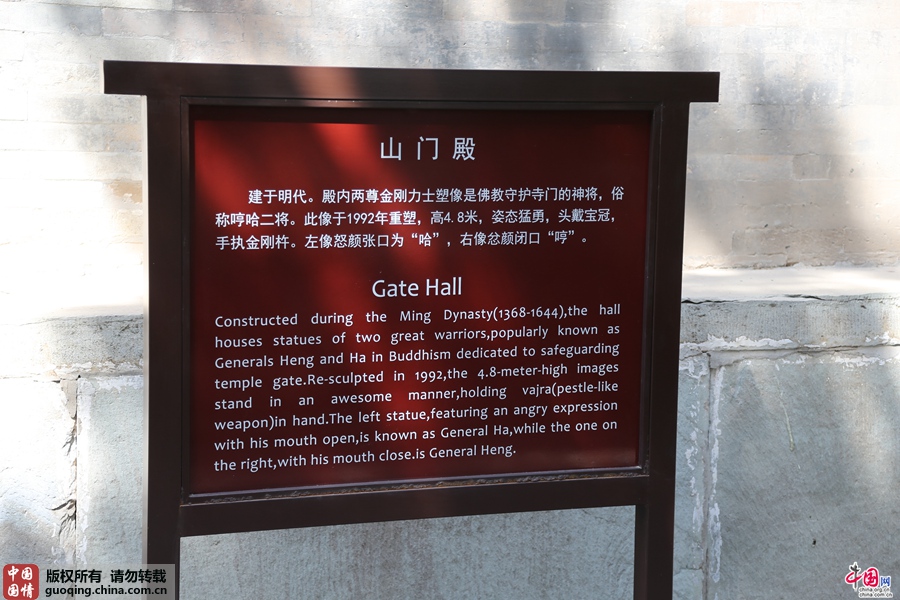 山门殿
建于明代。殿内两尊金刚力士塑像是佛教守护寺门的神将，俗
称哼哈二将。此像于1992年重塑，高4.8米，姿态猛勇，头戴宝冠，
手执金刚杵。左像怒颜张口为“哈”，右像忿颜闭口“哼”。
Gate Hall
Constructed during the Ming Dynasty(1368-1644),the hall
houses statues of two great warriors,popularly known as
Generals Heng and Ha in Buddhism dedicated to safeguarding
temple gate.Re-sculpted in 1992,the 4.8-meter-high images
stand in an awesome manner,holding vajra(pestle-like
weapon)in hand.The left statue,featuring an angry expression
with his mouth open,is known as General Ha,while the one on
the right,with his mouth close.is General Heng.
中国国情
版权所有 请勿转载
guoqing.china.com.cn
中国网
china.org.cn
china.com.cn